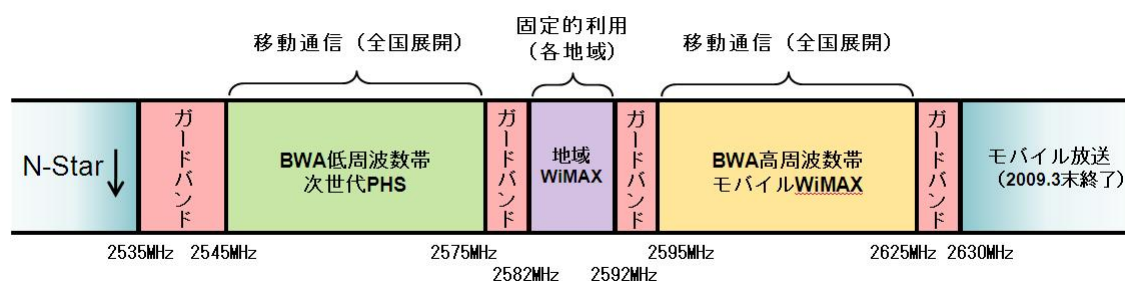 移動通信（全国展開）
固定的利用
（各地域）
移動通信（全国展開）
N-Star↓
ガードバンド
BWA低周波数帯
次世代PHS
ガードバンド
地域
WiMAX
ガードバンド
BWA高周波数帯
モバイルWiMAX
ガードバンド
モバイル放送
（2009.3末終了）
2535MHz 2545MHz 2575MHz 2595MHz 2625MHz 2630MHz
2582MHz 2592MHz